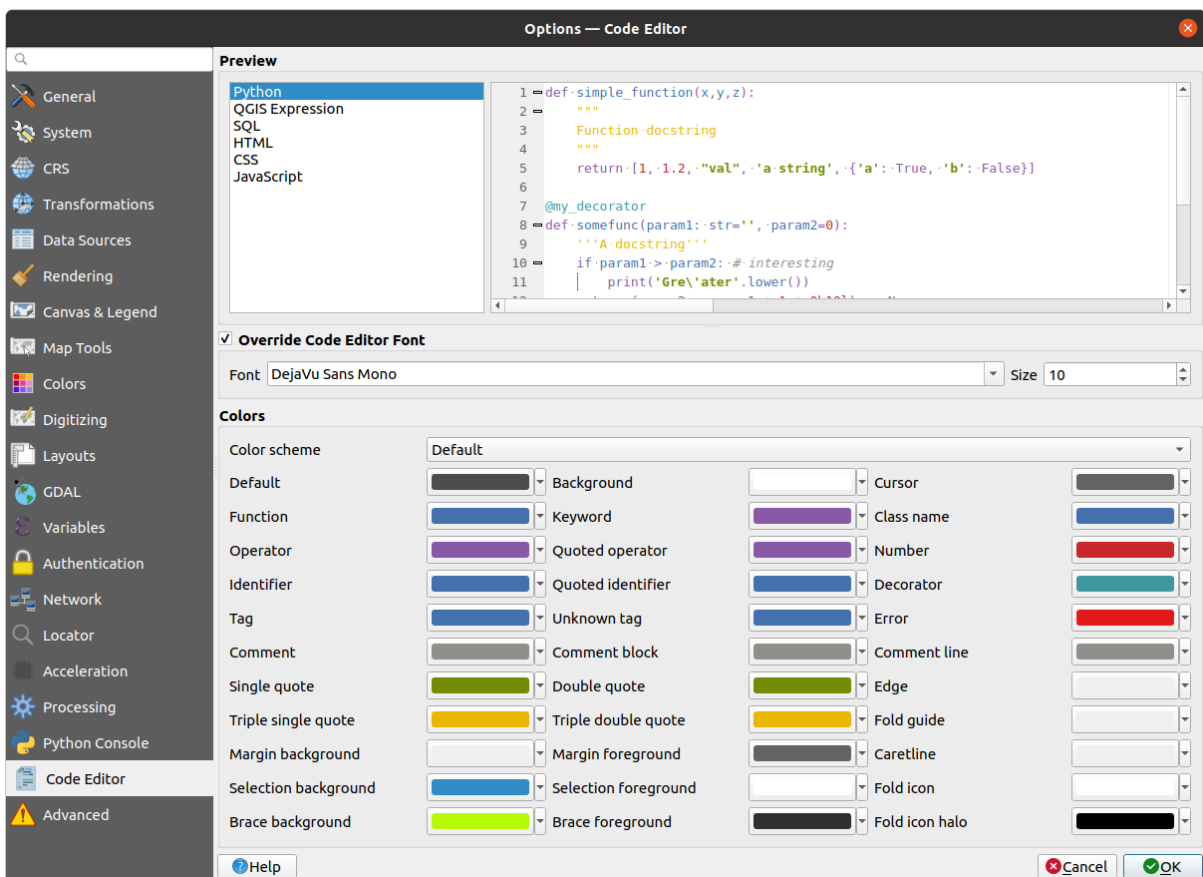 Options — Code Editor
General
System
CRS
Transformations
Data Sources
Rendering
Canvas & Legend
Map Tools
Colors
Digitizing
Layouts
GDAL
Variables
Authentication
Network
Locator
Acceleration
Processing
Python Console
Code Editor
Advanced
Preview
Python
QGIS Expression
SQL
HTML
CSS
JavaScript
1 def·simple_function(x,y,z):
2 """
3 Function·docstring
4 """
5 return·[1,·1.2,·"val",·'a·string',·{'a':·True,·'b':·False}]
6
7 @my_decorator
8 def·somefunc(param1:·str='',·param2=0):
9 '''A·docstring'''
10 if·param1·>·param2:·#·interesting
11 print('Gre\'ater'.lower())
Override Code Editor Font
Font DejaVu Sans Mono Size 10
Colors
Color scheme Default
Default Background Cursor
Function Keyword Class name
Operator Quoted operator Number
Identifier Quoted identifier Decorator
Tag Unknown tag Error
Comment Comment block Comment line
Single quote Double quote Edge
Triple single quote Triple double quote Fold guide
Margin background Margin foreground Caretline
Selection background Selection foreground Fold icon
Brace background Brace foreground Fold icon halo
Help Cancel OK